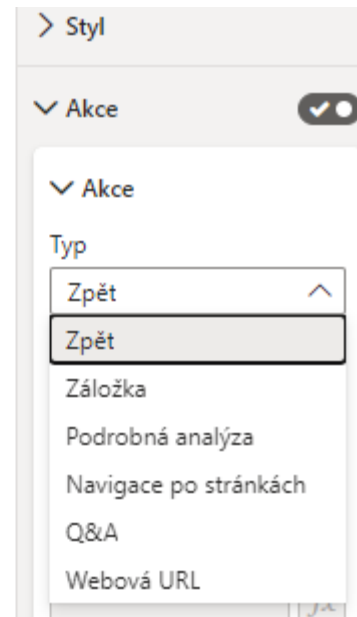 Styl
Akce
Akce
Typ
Zpět
Zpět
Záložka
Podrobná analýza
Navigace po stránkách
Q&A
Webová URL